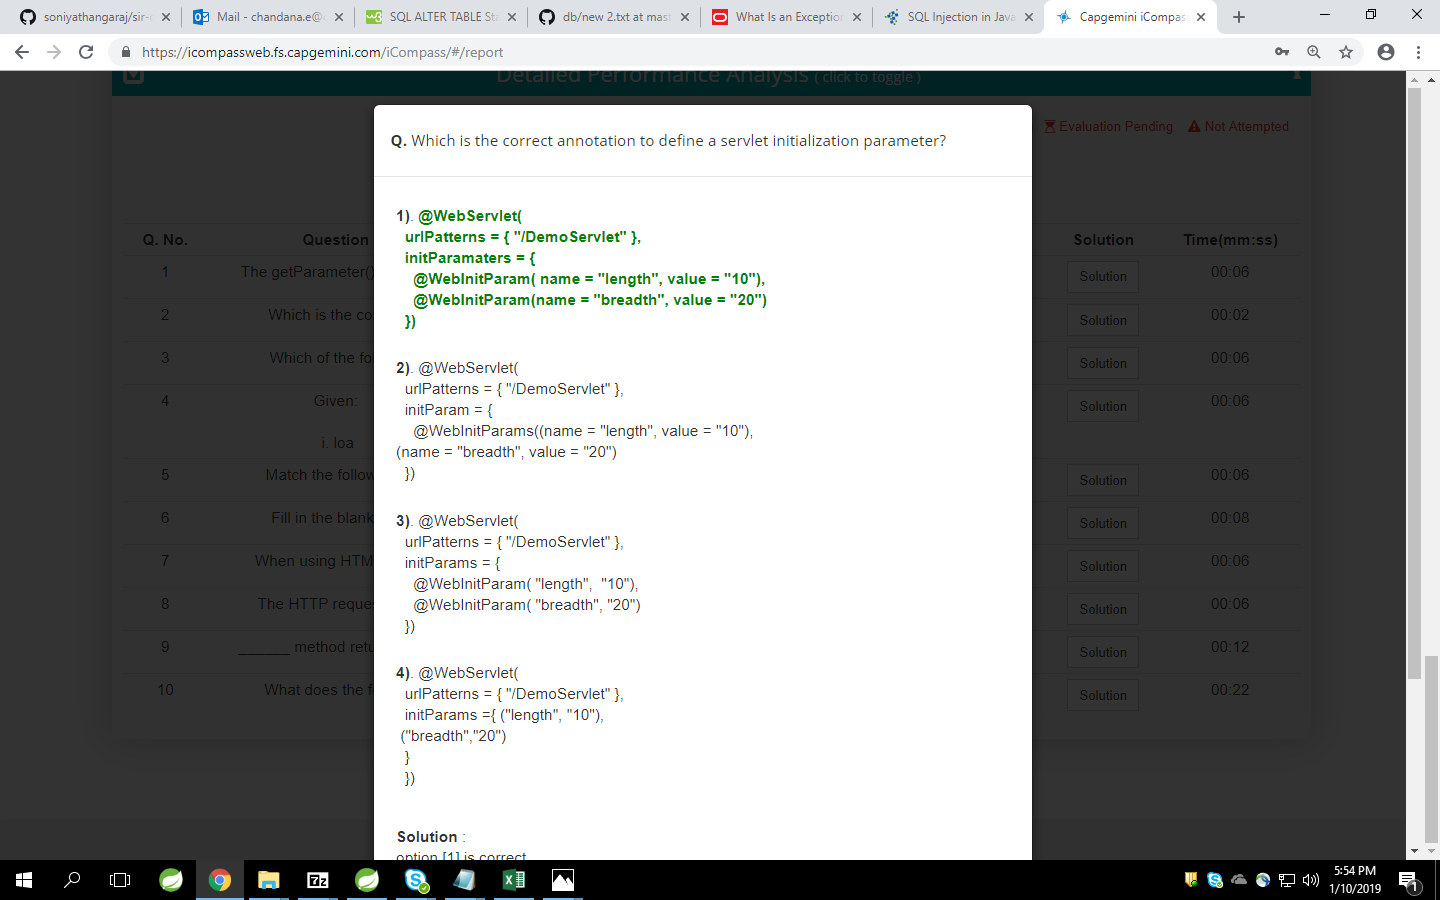 soniyathangaraj/sir-
Mail - chandana.e@
SQL ALTER TABLE Sta
db/new 2.txt at mast
What Is an Exception
SQL Injection in Java
Capgemini iCompas
https://icompassweb.fs.capgemini.com/iCompass/#/report
Detailed Performance Analysis ( click to toggle )
Evaluation Pending Not Attempted
Q. Which is the correct annotation to define a servlet initialization parameter?
Q. No. Question Solution Time(mm:ss)
1 The getParameter( Solution 00:06
2 Which is the co Solution 00:02
3 Which of the fo Solution 00:06
4 Given: Solution 00:06
i. loa
5 Match the follow Solution 00:06
6 Fill in the blank Solution 00:08
7 When using HTM Solution 00:06
8 The HTTP reque Solution 00:06
9 ______ method retu Solution 00:12
10 What does the f Solution 00:22
1). @WebServlet(
urlPatterns = { "/DemoServlet" },
initParamaters = {
@WebInitParam( name = "length", value = "10"),
@WebInitParam(name = "breadth", value = "20")
})
2). @WebServlet(
urlPatterns = { "/DemoServlet" },
initParam = {
@WebInitParams((name = "length", value = "10"),
(name = "breadth", value = "20")
})
3). @WebServlet(
urlPatterns = { "/DemoServlet" },
initParams = {
@WebInitParam( "length",  "10"),
@WebInitParam( "breadth", "20")
})
4). @WebServlet(
urlPatterns = { "/DemoServlet" },
initParams ={ ("length", "10"),
("breadth","20")
}
})
Solution :
option [1] is correct
5:54 PM
1/10/2019
1